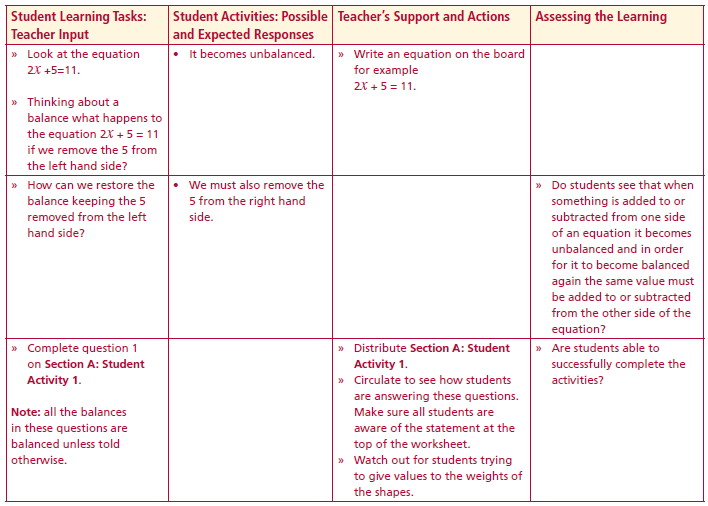 Student Learning Tasks:
Teacher Input
Student Activities: Possible
and Expected Responses
Teacher's Support and Actions
Assessing the Learning
» Look at the equation
2X +5=11.
» Thinking about a
balance what happens to
the equation 2X + 5 = 11
if we remove the 5 from
the left hand side?
• It becomes unbalanced.
» Write an equation on the board
for example
2X + 5 = 11.
» How can we restore the
balance keeping the 5
removed from the left
hand side?
• We must also remove the
5 from the right hand
side.
» Do students see that when
something is added to or
subtracted from one side
of an equation it becomes
unbalanced and in order
for it to become balanced
again the same value must
be added to or subtracted
from the other side of the
equation?
» Complete question 1
on Section A: Student
Activity 1.
Note: all the balances
in these questions are
balanced unless told
otherwise.
» Distribute Section A: Student
Activity 1.
» Circulate to see how students
are answering these questions.
Make sure all students are
aware of the statement at the
top of the worksheet.
» Watch out for students trying
to give values to the weights of
the shapes.
» Are students able to
successfully complete the
activities?